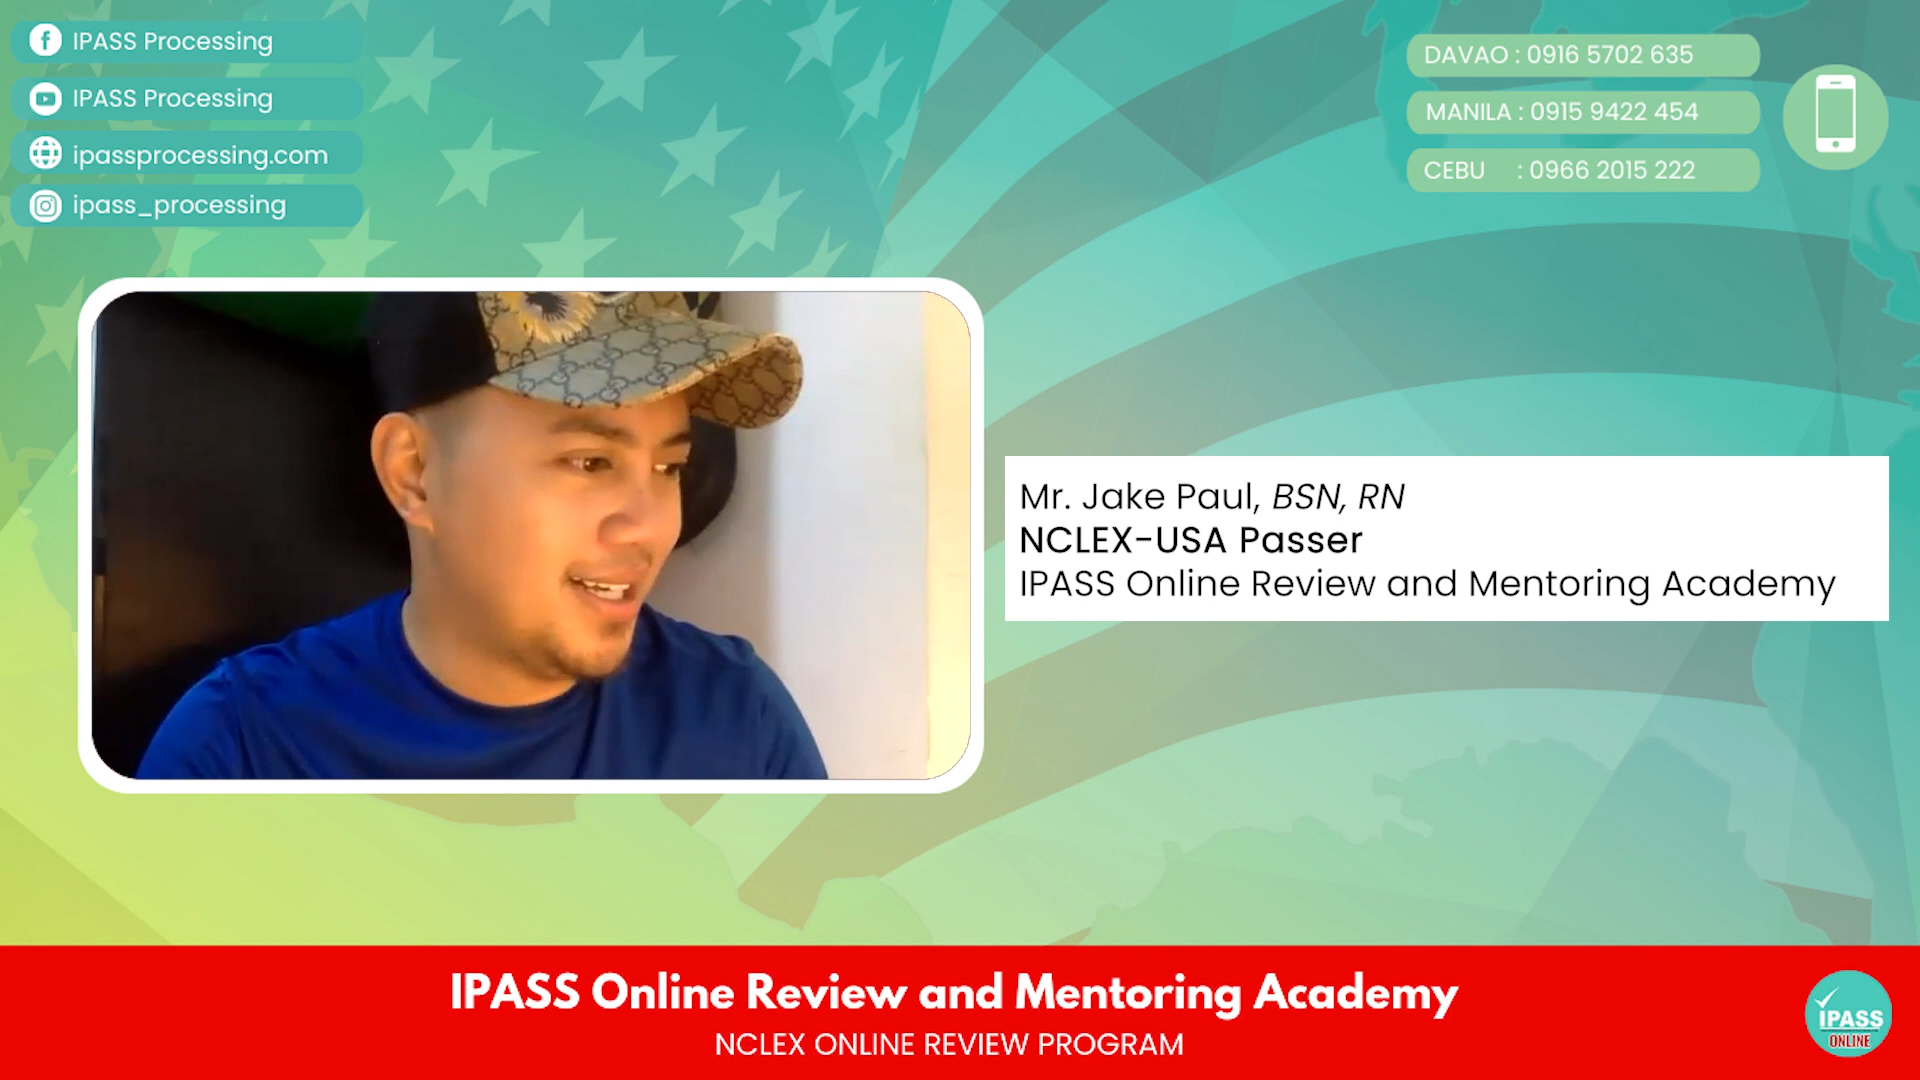 IPASS Processing
IPASS Processing
ipassprocessing.com
ipass_processing
DAVAO : 0916 5702 635
MANILA : 0915 9422 454
CEBU : 0966 2015 222
Mr. Jake Paul, BSN, RN
NCLEX-USA Passer
IPASS Online Review and Mentoring Academy
IPASS Online Review and Mentoring Academy
NCLEX ONLINE REVIEW PROGRAM
IPASS
ONLINE